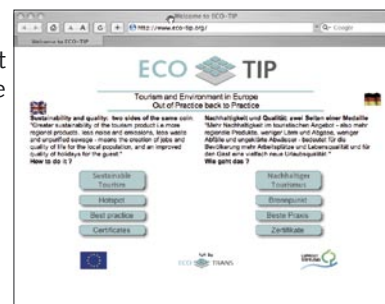 Welcome to ECO-TIP
http://www.eco-tip.org/
Google
Welcome to ECO-TIP
ECO TIP
Tourism and Environment in Europe
Out of Practice back to Practice
Sustainability and quality: two sides of the same coin
"Greater sustainability of the tourism product i.e more
regional products, less noise and emissions, less waste
and unpurified sewage - means the creation of jobs and
quality of life for the local population, and an improved
quality of holidays for the guest."
How to do it ?
Sustainable
Tourism
Hotspot
Best practice
Certificates
Nachhaltigkeit und Qualität: zwei Seiten einer Medaille
"Mehr Nachhaltigkeit im touristischen Angebot - also mehr
regionale Produkte, weniger Lärm und Abgase, weniger
Abfälle und ungeklärte Abwässer - bedeutet für die
Bevölkerung mehr Arbeitsplätze und Lebensqualität und für
den Gast eine vielfach neue Urlaubsqualität."
Wie geht das ?
Nachhaltiger
Tourismus
Brennpunkt
Beste Praxis
Zertifikate
ECO TRANS